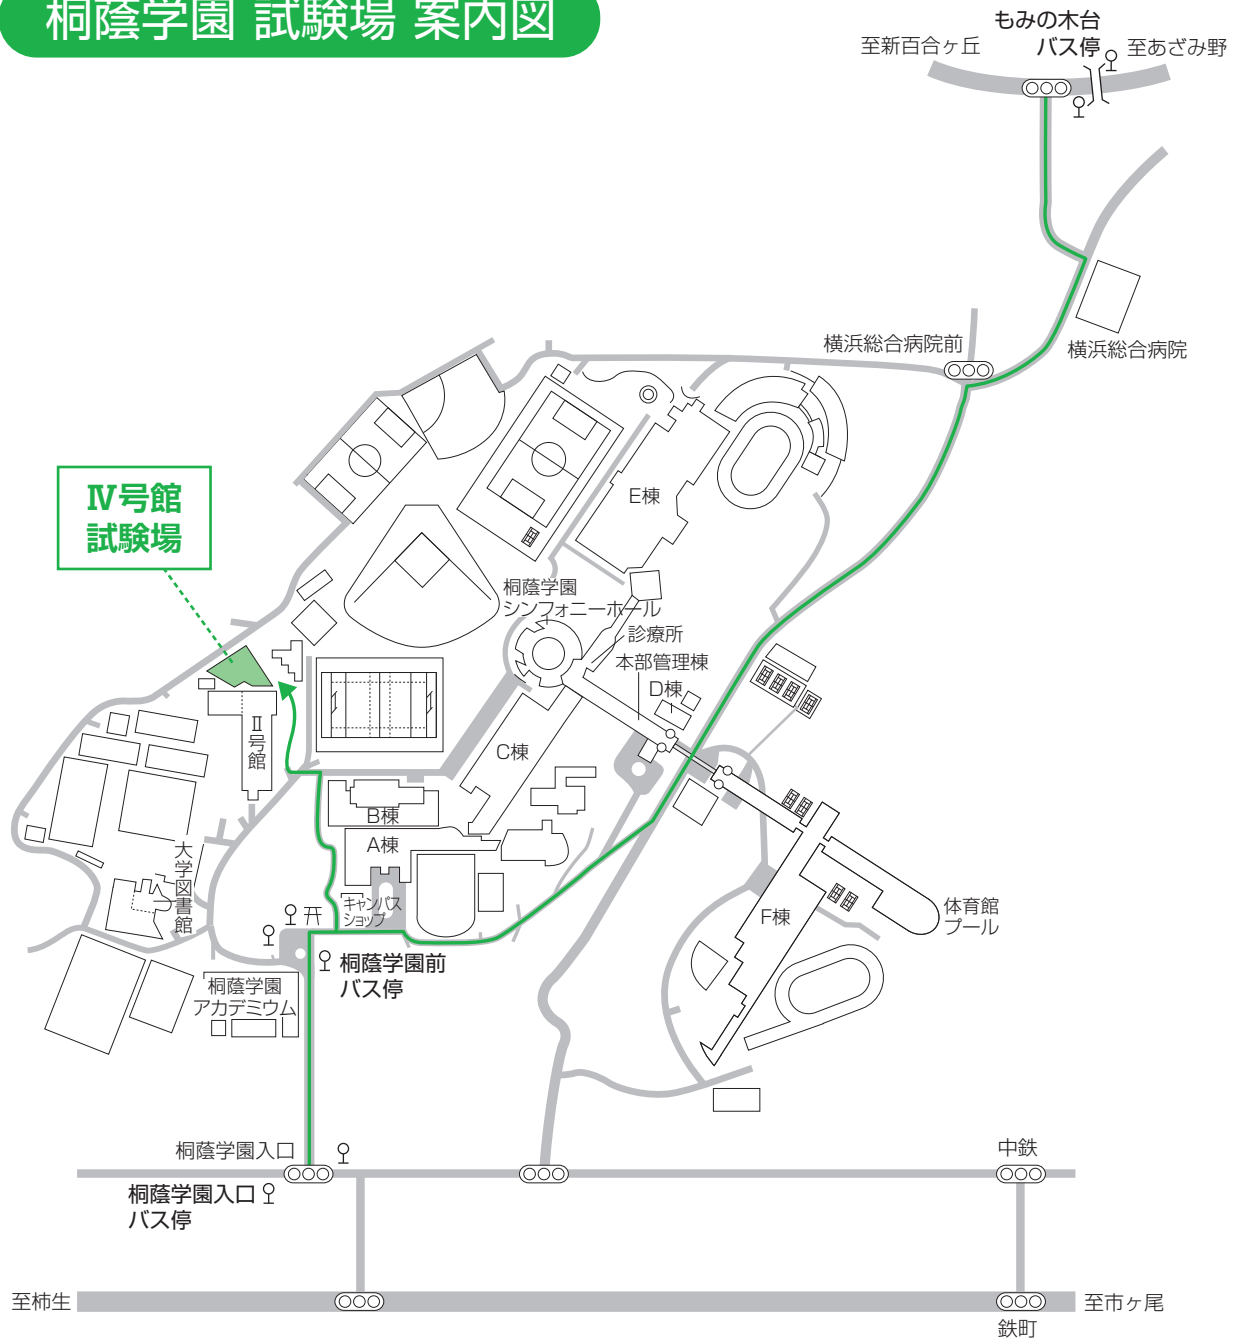 桐蔭学園 試験場 案内図
もみの木台
バス停
至新百合ヶ丘
至あざみ野
横浜総合病院前
横浜総合病院
Ⅳ号館
試験場
E棟
桐蔭学園
シンフォニーホール
診療所
本部管理棟
D棟
Ⅱ号館
C棟
B棟
A棟
大学図書館
キャンパス
ショップ
体育館
プール
F棟
桐蔭学園前
バス停
桐蔭学園
アカデミウム
桐蔭学園入口
中鉄
桐蔭学園入口
バス停
至柿生
至市ヶ尾
鉄町